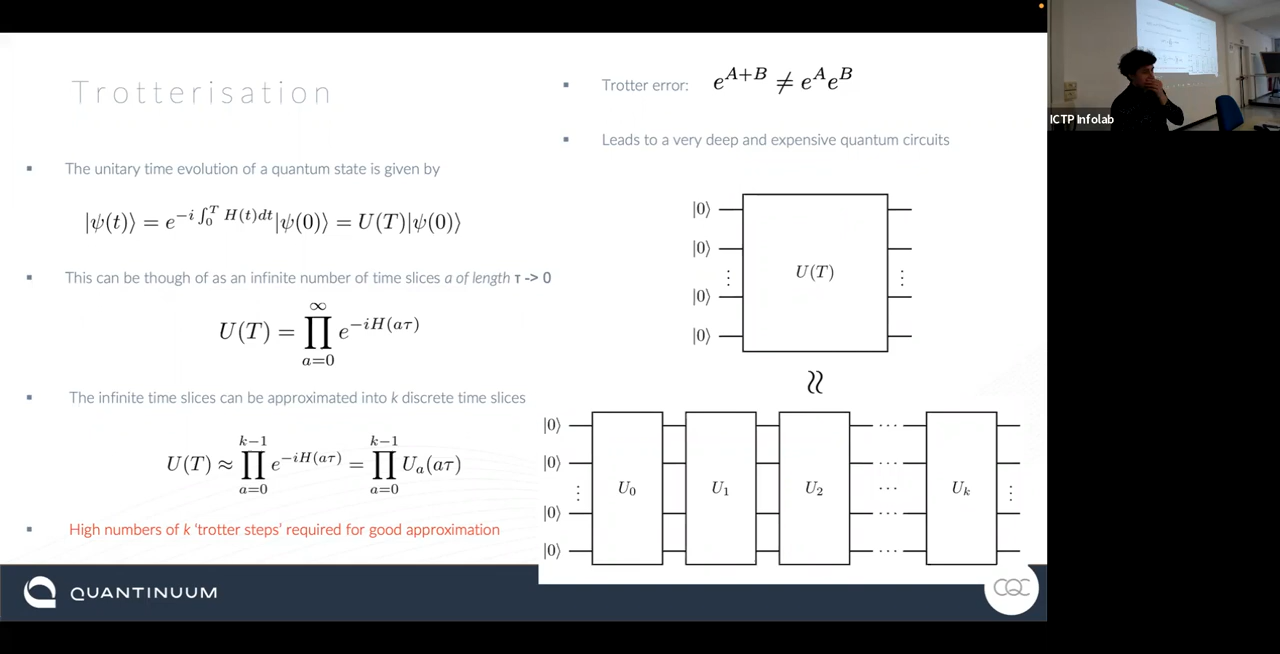 Trotterisation
▪ The unitary time evolution of a quantum state is given by
|ψ(t)⟩ = e^{-i ∫_0^T H(t)dt}|ψ(0)⟩ = U(T)|ψ(0)⟩
▪ This can be though of as an infinite number of time slices a of length τ -> 0
U(T) = ∏_{a=0}^{∞} e^{-iH(aτ)}
▪ The infinite time slices can be approximated into k discrete time slices
U(T) ≈ ∏_{a=0}^{k-1} e^{-iH(aτ)} = ∏_{a=0}^{k-1} U_a(aτ)
▪ High numbers of k ‘trotter steps’ required for good approximation
▪ Trotter error: e^{A+B} ≠ e^A e^B
▪ Leads to a very deep and expensive quantum circuits
|0⟩
|0⟩
⋮ U(T) ⋮
|0⟩
|0⟩
≈
|0⟩ ⋯
|0⟩ ⋯
⋮ U_0 U_1 U_2 ⋯ U_k ⋮
|0⟩ ⋯
|0⟩ ⋯
QUANTINUUM
CQC
ICTP Infolab